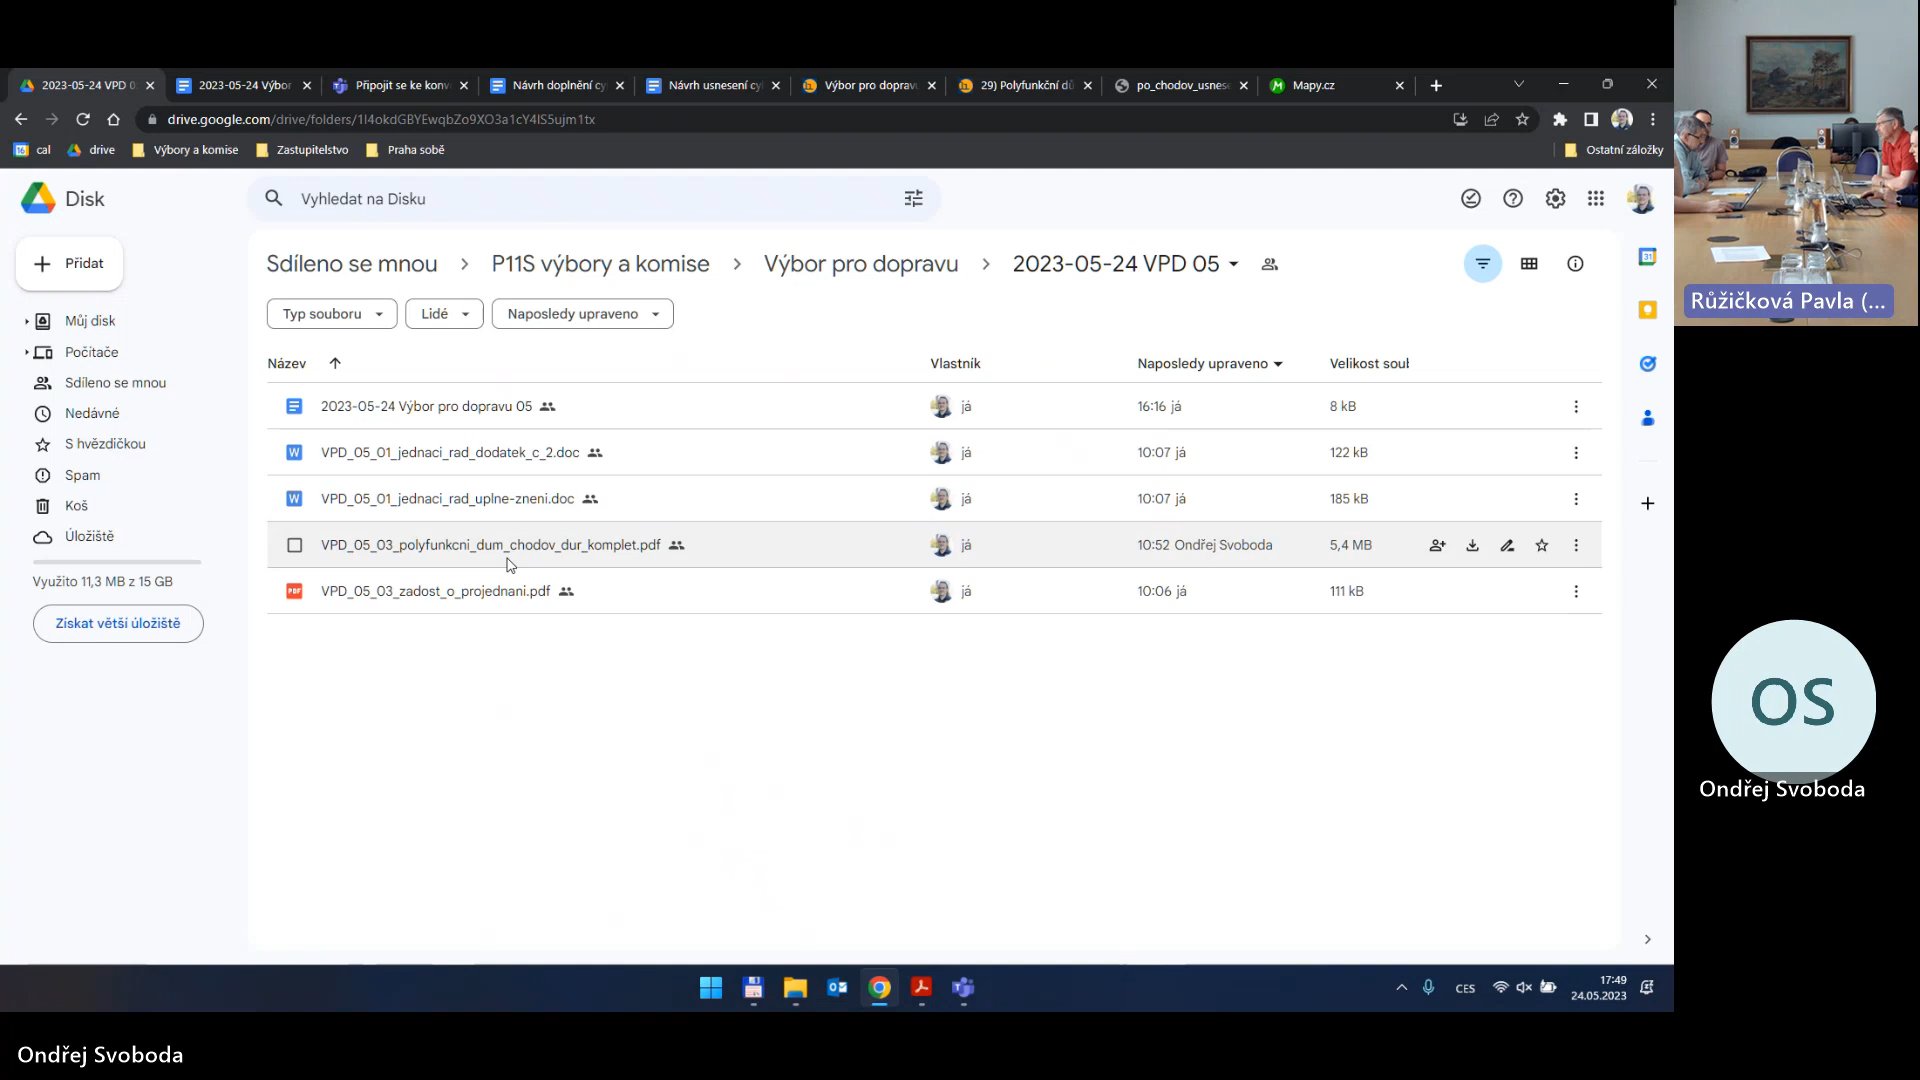 2023-05-24 VPD 0
2023-05-24 Výbor
Připojit se ke konv
Návrh doplnění cy
Návrh usnesení cyk
Výbor pro dopravu
29) Polyfunkční dů
po_chodov_usnese
Mapy.cz
drive.google.com/drive/folders/1I4okdGBYEwqbZo9XO3a1cY4IS5ujm1tx
16 cal
drive
Výbory a komise
Zastupitelstvo
Praha sobě
Ostatní záložky
Disk
Vyhledat na Disku
Přidat
Sdíleno se mnou > P11S výbory a komise > Výbor pro dopravu > 2023-05-24 VPD 05
31
Typ souboru
Lidé
Naposledy upraveno
Můj disk
Počítače
Sdíleno se mnou
Nedávné
S hvězdičkou
Spam
Koš
Úložiště
Využito 11,3 MB z 15 GB
Získat větší úložiště
Název Vlastník Naposledy upraveno Velikost soub
2023-05-24 Výbor pro dopravu 05 já 16:16 já 8 kB
W VPD_05_01_jednaci_rad_dodatek_c_2.doc já 10:07 já 122 kB
W VPD_05_01_jednaci_rad_uplne-zneni.doc já 10:07 já 185 kB
VPD_05_03_polyfunkcni_dum_chodov_dur_komplet.pdf já 10:52 Ondřej Svoboda 5,4 MB
PDF VPD_05_03_zadost_o_projednani.pdf já 10:06 já 111 kB
CES
17:49
24.05.2023
Růžičková Pavla (...
OS
Ondřej Svoboda
Ondřej Svoboda